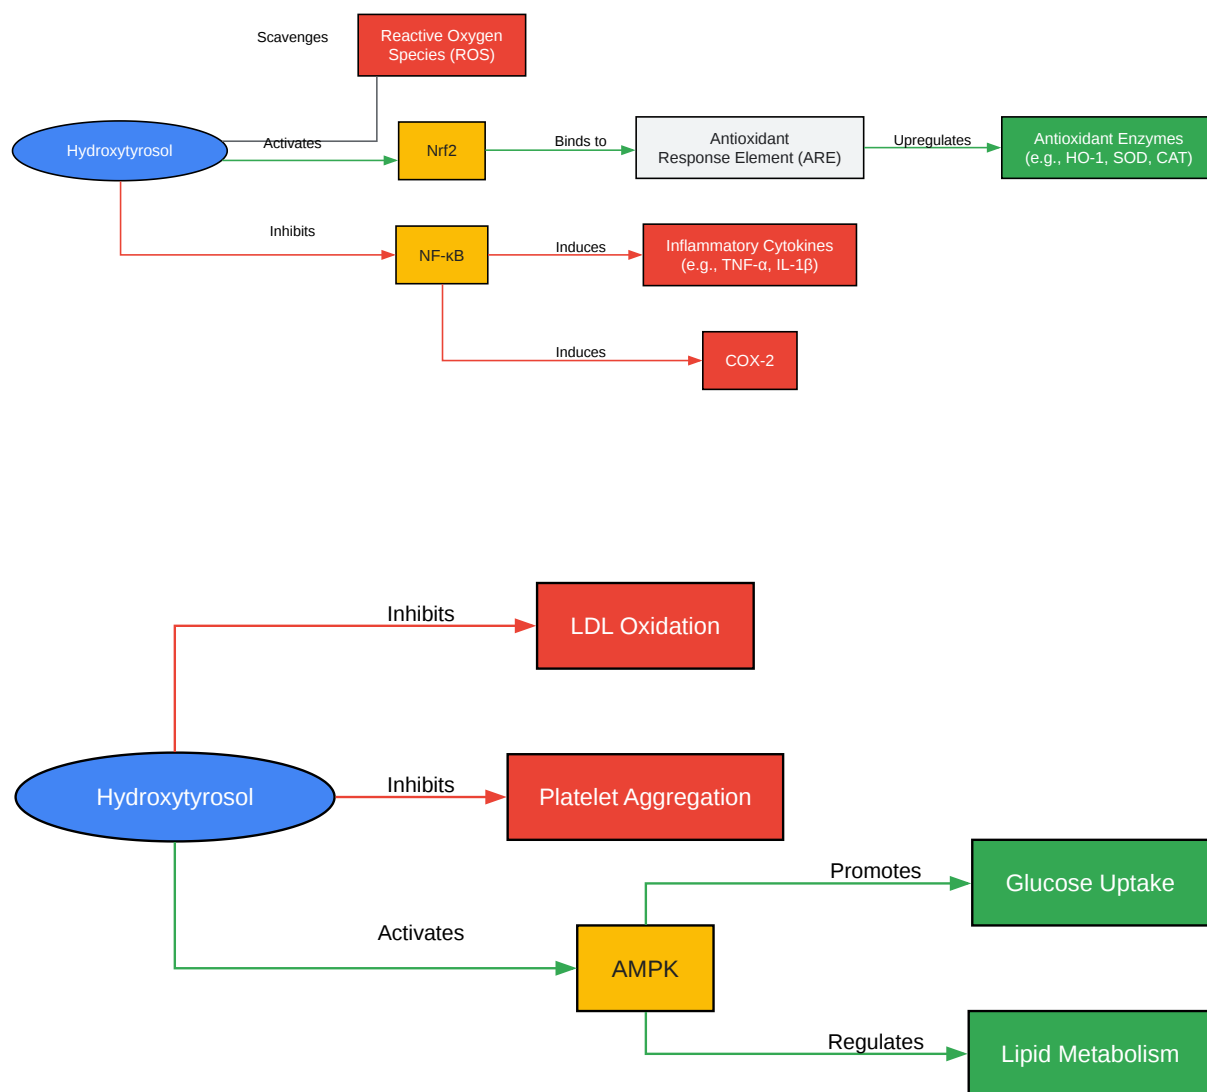 Scavenges
Reactive Oxygen
Species (ROS)
Hydroxytyrosol
Activates
Nrf2
Binds to
Antioxidant
Response Element (ARE)
Upregulates
Antioxidant Enzymes
(e.g., HO-1, SOD, CAT)
Inhibits
NF-κB
Induces
Inflammatory Cytokines
(e.g., TNF-α, IL-1β)
Induces
COX-2
Inhibits
LDL Oxidation
Hydroxytyrosol
Inhibits
Platelet Aggregation
Promotes
Glucose Uptake
Activates
AMPK
Regulates
Lipid Metabolism